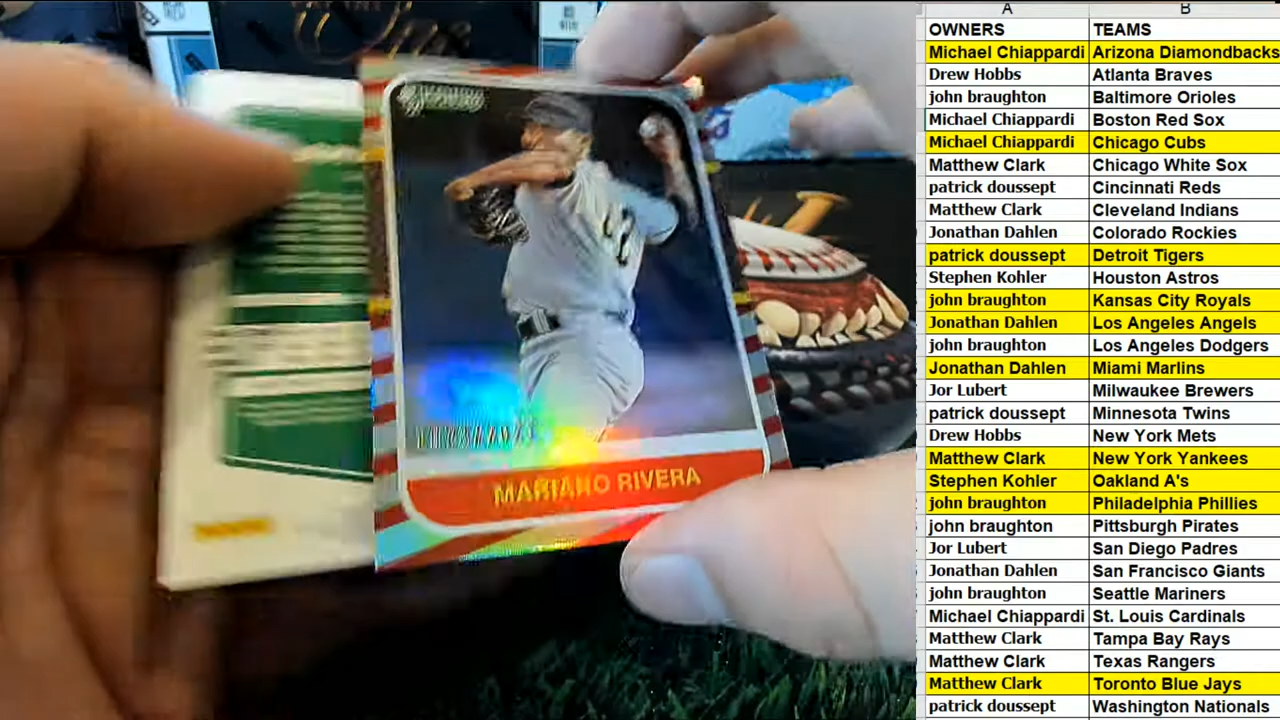 MARIANO RIVERA
A B
OWNERS TEAMS
Michael Chiappardi Arizona Diamondbacks
Drew Hobbs Atlanta Braves
john braughton Baltimore Orioles
Michael Chiappardi Boston Red Sox
Michael Chiappardi Chicago Cubs
Matthew Clark Chicago White Sox
patrick doussept Cincinnati Reds
Matthew Clark Cleveland Indians
Jonathan Dahlen Colorado Rockies
patrick doussept Detroit Tigers
Stephen Kohler Houston Astros
john braughton Kansas City Royals
Jonathan Dahlen Los Angeles Angels
john braughton Los Angeles Dodgers
Jonathan Dahlen Miami Marlins
Jor Lubert Milwaukee Brewers
patrick doussept Minnesota Twins
Drew Hobbs New York Mets
Matthew Clark New York Yankees
Stephen Kohler Oakland A's
john braughton Philadelphia Phillies
john braughton Pittsburgh Pirates
Jor Lubert San Diego Padres
Jonathan Dahlen San Francisco Giants
john braughton Seattle Mariners
Michael Chiappardi St. Louis Cardinals
Matthew Clark Tampa Bay Rays
Matthew Clark Texas Rangers
Matthew Clark Toronto Blue Jays
patrick doussept Washington Nationals